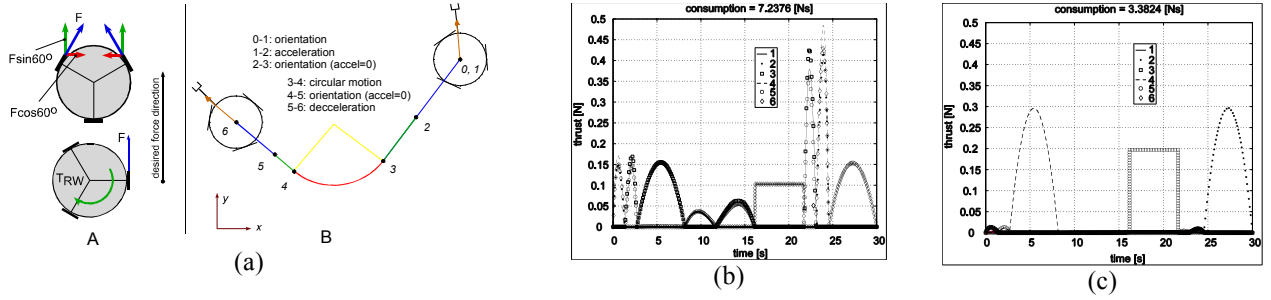 F
Fsin60o
Fcos60o
desired force direction
F
TRW
A
0-1: orientation
1-2: acceleration
2-3: orientation (accel=0)
3-4: circular motion
4-5: orientation (accel=0)
5-6: decceleration
0, 1
2
3
4
5
6
y
x
B
(a)
consumption = 7.2376 [Ns]
thrust [N]
0.5
0.45
0.4
0.35
0.3
0.25
0.2
0.15
0.1
0.05
0
0 5 10 15 20 25 30
time [s]
1
2
3
4
5
6
(b)
consumption = 3.3824 [Ns]
thrust [N]
0.5
0.45
0.4
0.35
0.3
0.25
0.2
0.15
0.1
0.05
0
0 5 10 15 20 25 30
time [s]
1
2
3
4
5
6
(c)